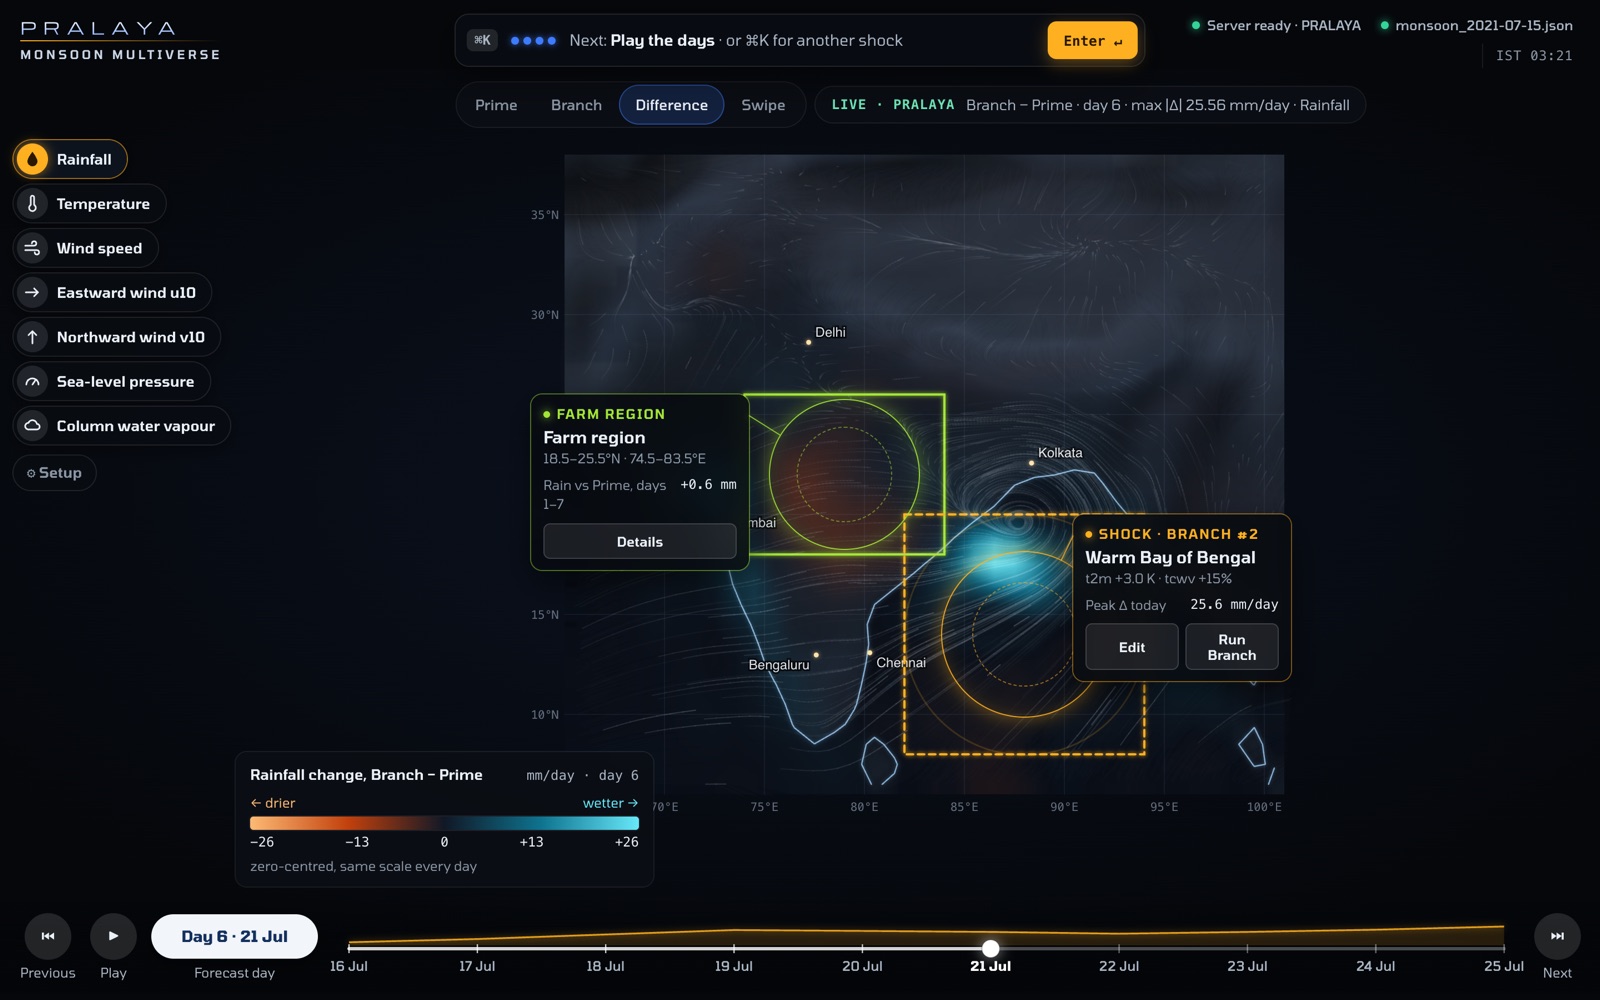 PRALAYA
MONSOON MULTIVERSE
⌘K Next: Play the days · or ⌘K for another shock Enter ↵
Server ready · PRALAYA monsoon_2021-07-15.json
IST 03:21
Prime Branch Difference Swipe
LIVE · PRALAYA Branch − Prime · day 6 · max |Δ| 25.56 mm/day · Rainfall
Rainfall
Temperature
Wind speed
Eastward wind u10
Northward wind v10
Sea-level pressure
Column water vapour
Setup
35°N
30°N
15°N
10°N
Delhi
Kolkata
mbai
Bengaluru
Chennai
FARM REGION
Farm region
18.5–25.5°N · 74.5–83.5°E
Rain vs Prime, days 1–7 +0.6 mm
Details
SHOCK · BRANCH #2
Warm Bay of Bengal
t2m +3.0 K · tcwv +15%
Peak Δ today 25.6 mm/day
Edit Run Branch
70°E 75°E 80°E 85°E 90°E 95°E 100°E
Rainfall change, Branch − Prime mm/day · day 6
← drier wetter →
−26 −13 0 +13 +26
zero-centred, same scale every day
Previous Play
Day 6 · 21 Jul
Forecast day
16 Jul 17 Jul 18 Jul 19 Jul 20 Jul 21 Jul 22 Jul 23 Jul 24 Jul 25 Jul
Next